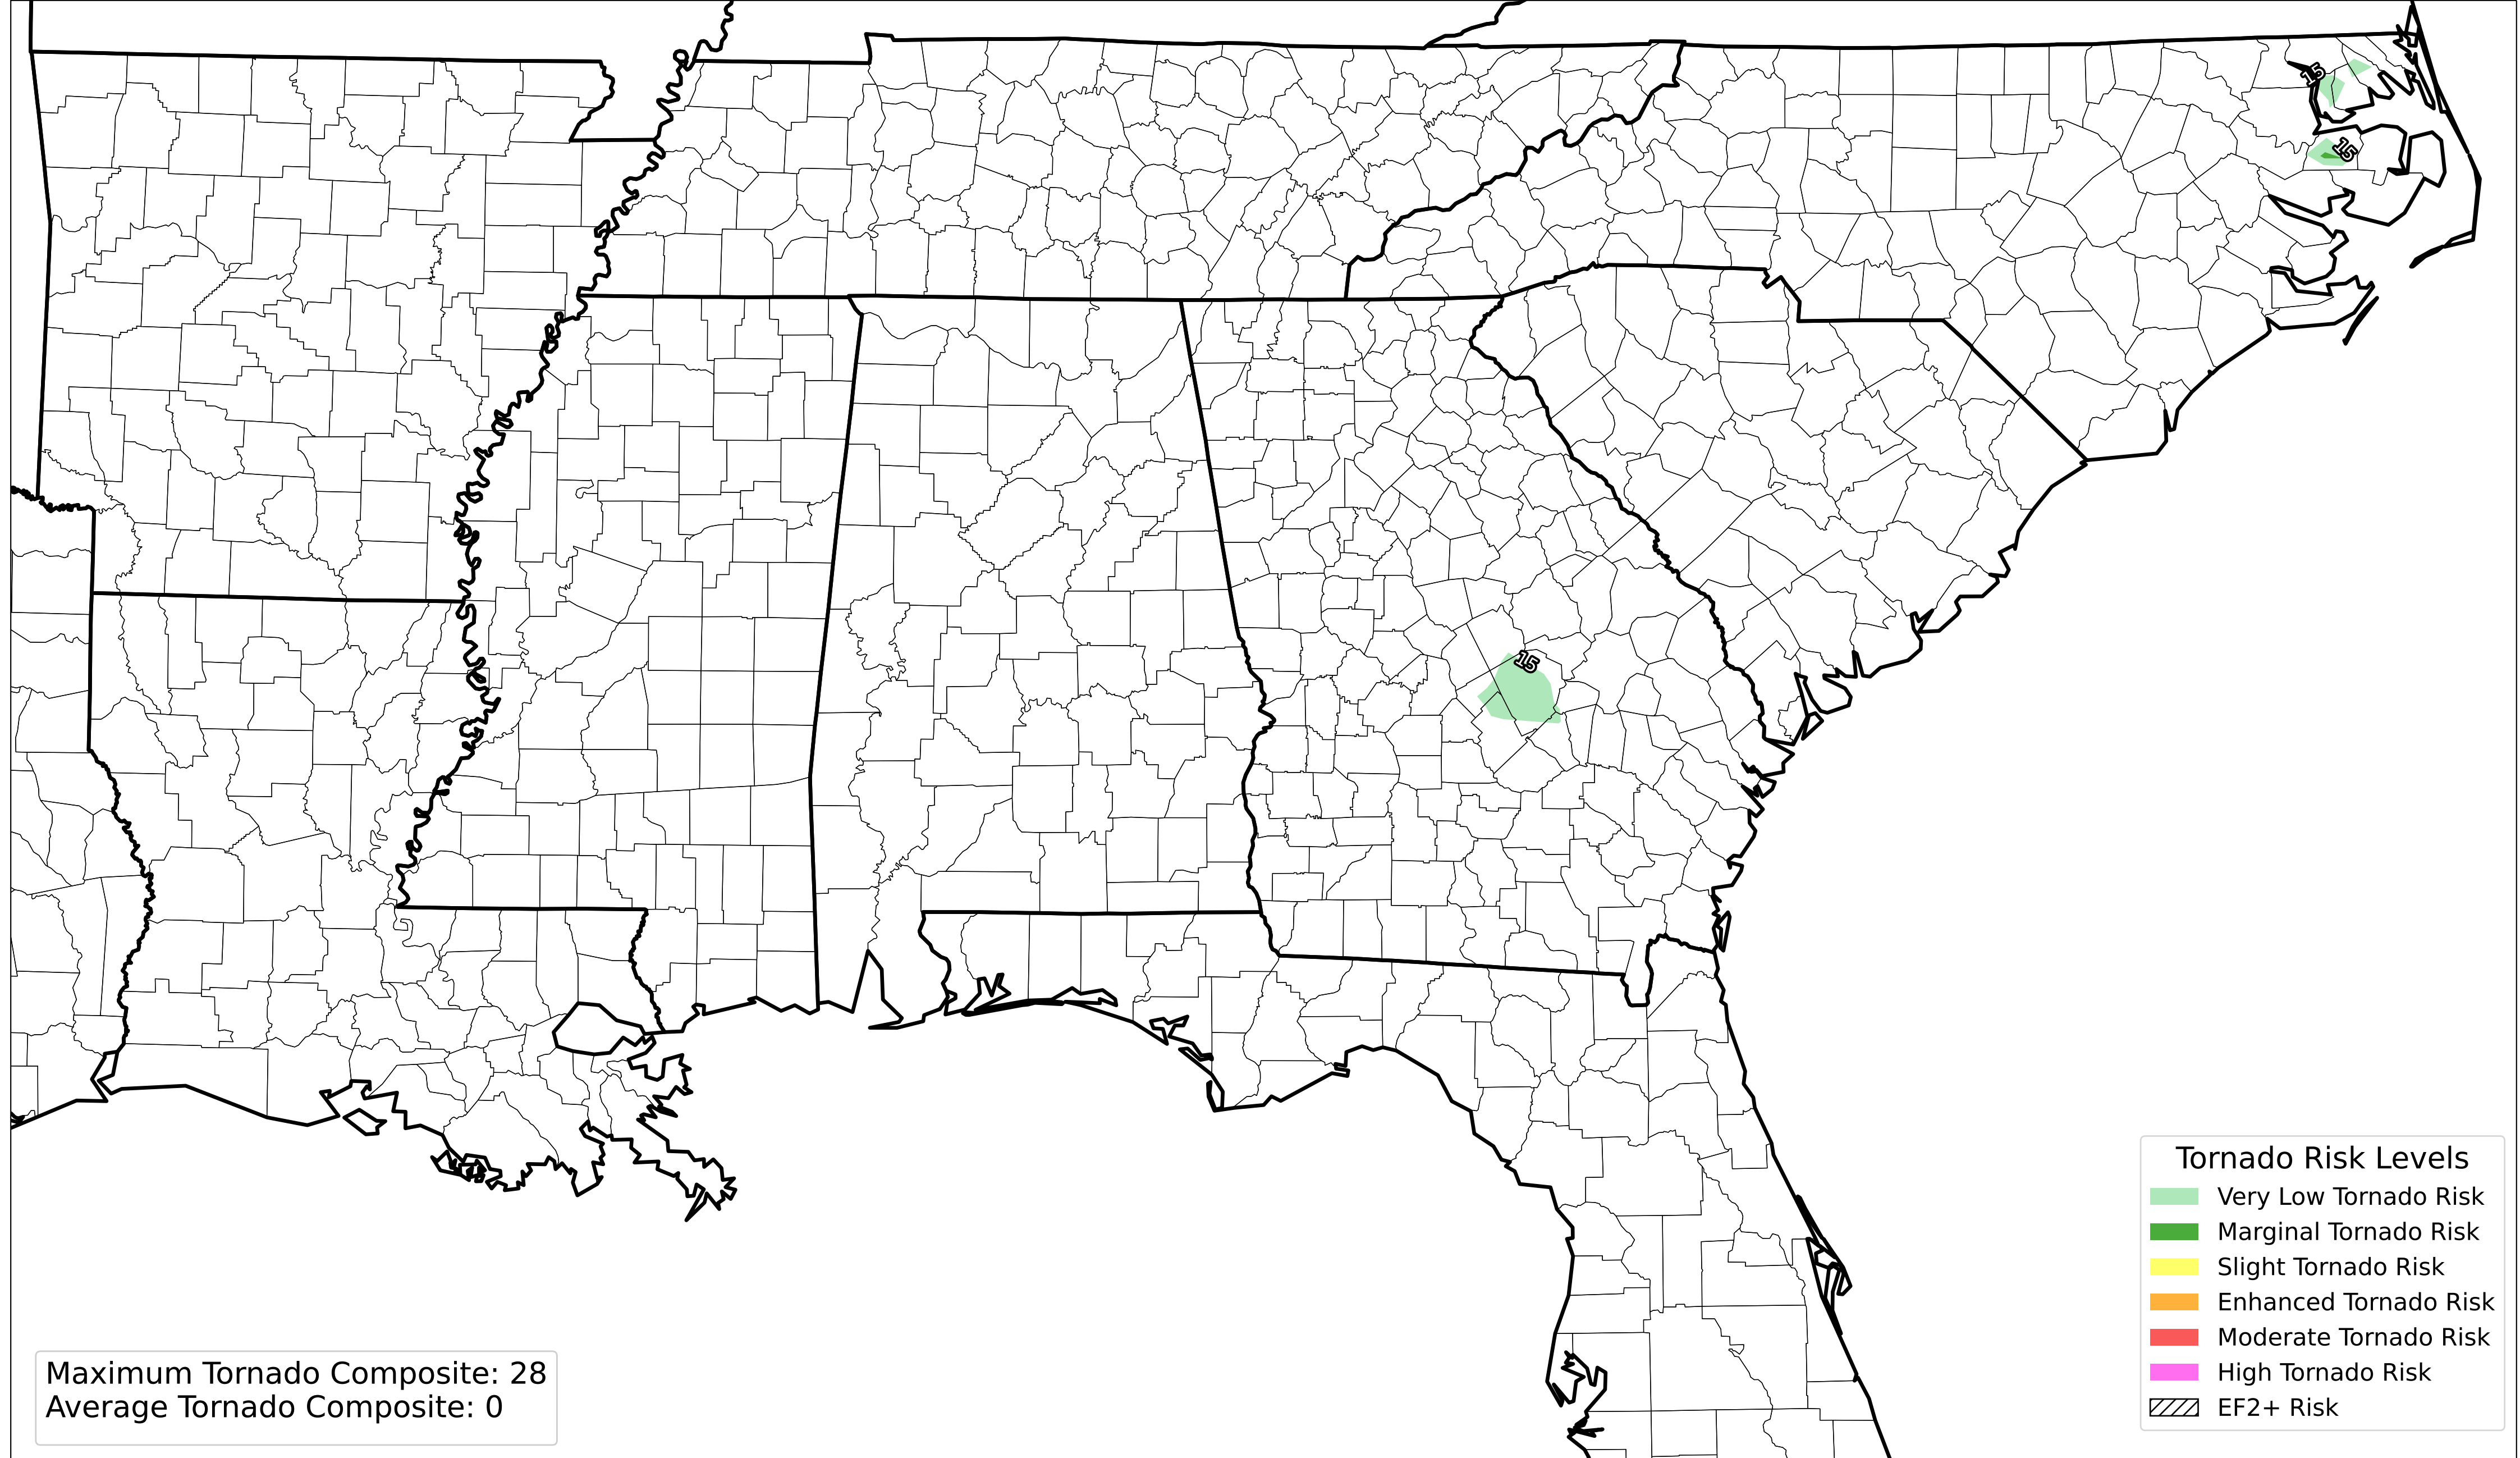 15
15
15
Tornado Risk Levels
Very Low Tornado Risk
Marginal Tornado Risk
Slight Tornado Risk
Enhanced Tornado Risk
Moderate Tornado Risk
High Tornado Risk
EF2+ Risk
Maximum Tornado Composite: 28
Average Tornado Composite: 0